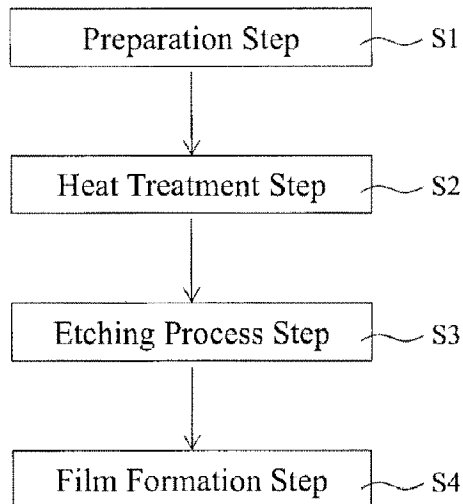 Preparation Step S1
Heat Treatment Step S2
Etching Process Step S3
Film Formation Step S4